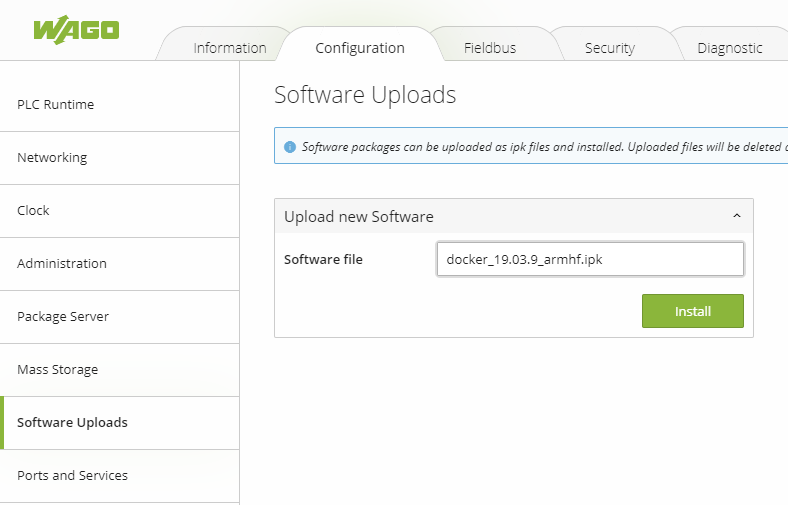 WAGO
Information
Configuration
Fieldbus
Security
Diagnostic
PLC Runtime
Networking
Clock
Administration
Package Server
Mass Storage
Software Uploads
Ports and Services
Software Uploads
Software packages can be uploaded as ipk files and installed. Uploaded files will be deleted
Upload new Software
Software file
docker_19.03.9_armhf.ipk
Install